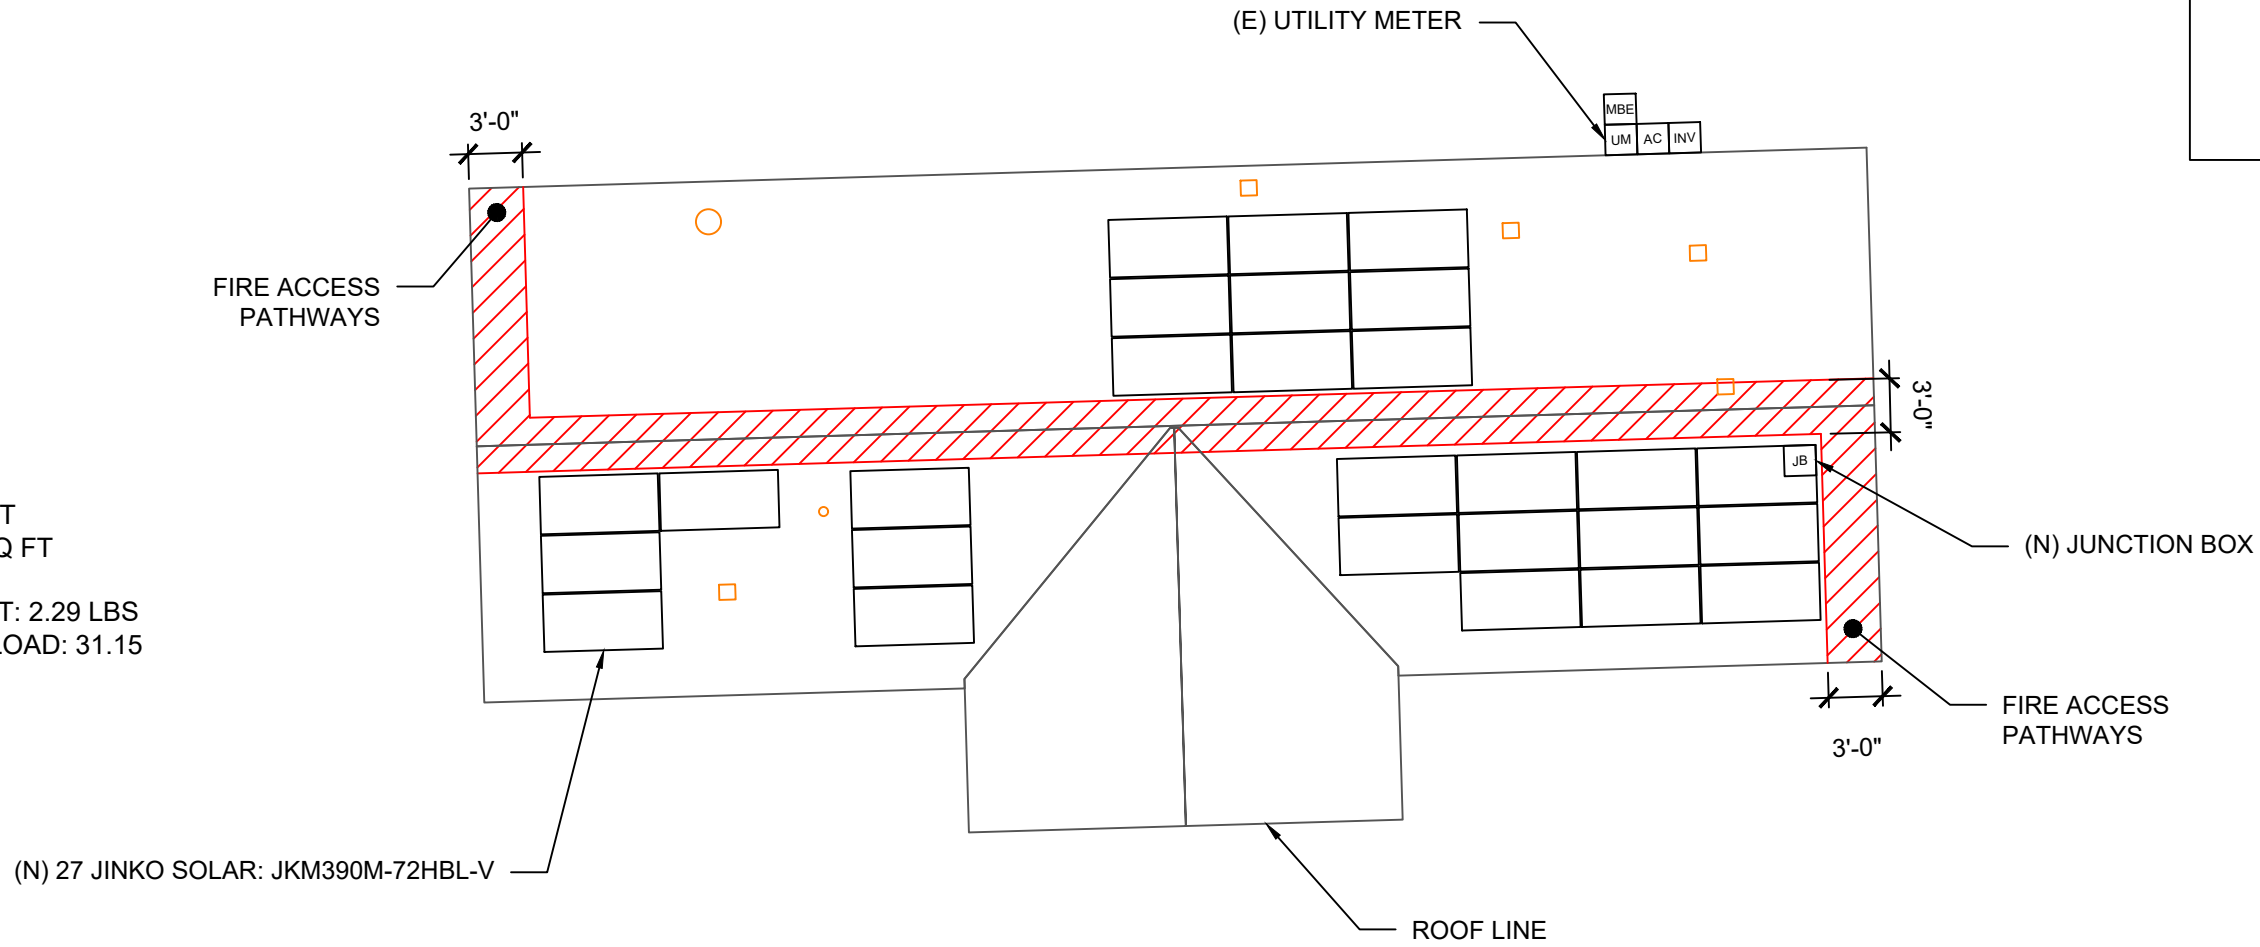 (E) UTILITY METER
MBE
UM AC INV
3'-0"
FIRE ACCESS
PATHWAYS
3'-0"
JB
(N) JUNCTION BOX
T
Q FT
T: 2.29 LBS
LOAD: 31.15
FIRE ACCESS
PATHWAYS
3'-0"
(N) 27 JINKO SOLAR: JKM390M-72HBL-V
ROOF LINE